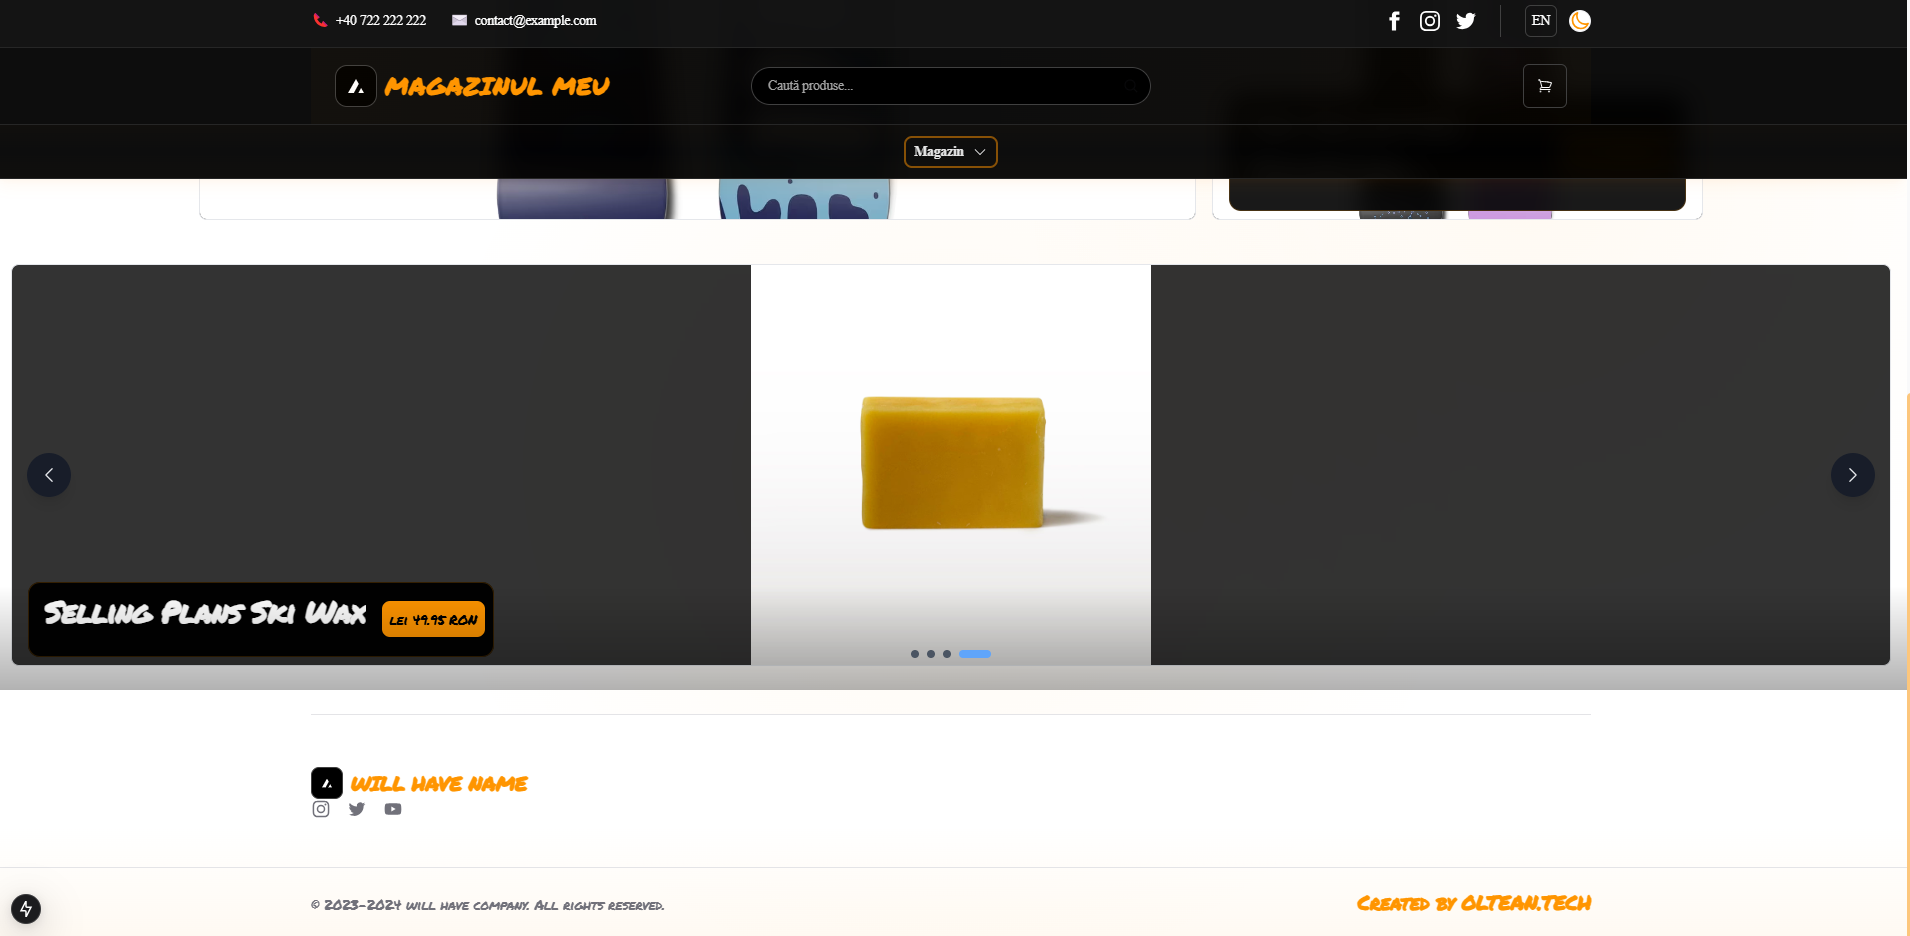 +40 722 222 222
contact@example.com
EN
MAGAZINUL MEU
Caută produse...
Magazin
Selling Plans Ski Wax
LEI 49.95 RON
WILL HAVE NAME
© 2023-2024 will have company. All rights reserved.
Created by OLTEAN.TECH